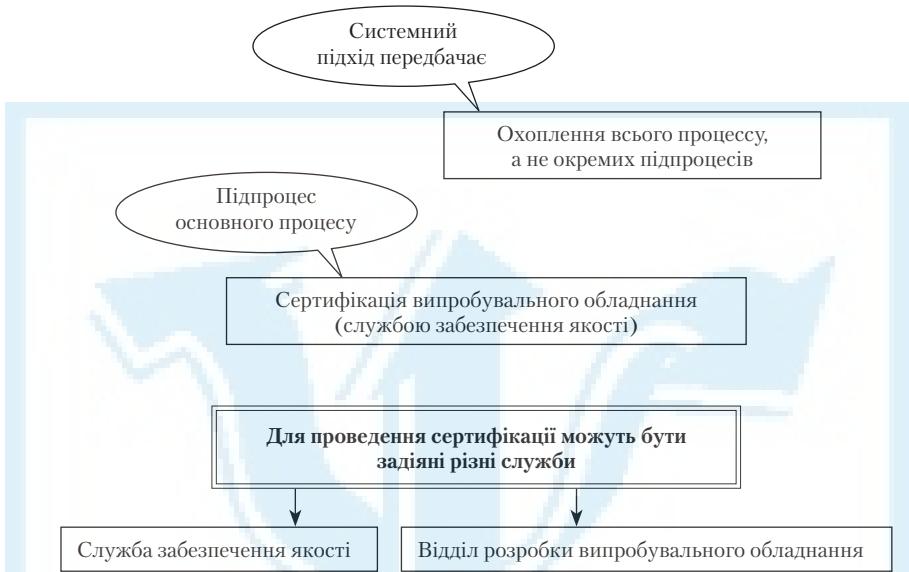 Системний
підхід передбачає
Охоплення всього процессу,
а не окремих підпроцесів
Підпроцес
основного процесу
Сертифікація випробувального обладнання
(службою забезпечення якості)
Для проведення сертифікації можуть бути
задіяні різні служби
Служба забезпечення якості
Відділ розробки випробувального обладнання